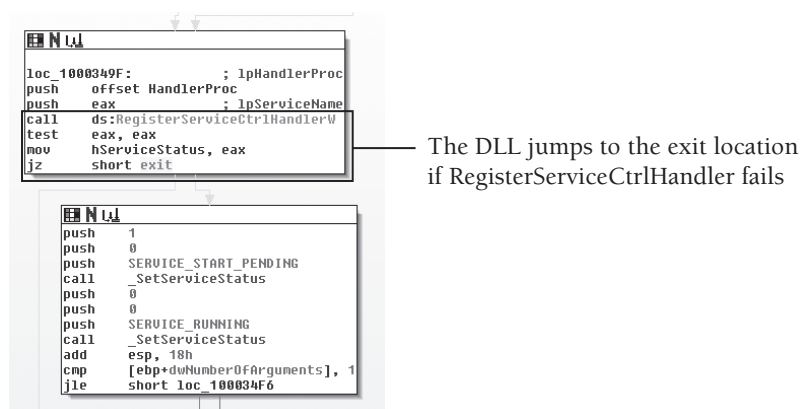 loc_1000349F: ; lpHandlerProc
push offset HandlerProc
push eax ; lpServiceName
call ds:RegisterServiceCtrlHandlerW
test eax, eax
mov hServiceStatus, eax
jz short exit
The DLL jumps to the exit location
if RegisterServiceCtrlHandler fails
push 1
push 0
push SERVICE_START_PENDING
call _SetServiceStatus
push 0
push 0
push SERVICE_RUNNING
call _SetServiceStatus
add esp, 18h
cmp [ebp+dwNumberOfArguments], 1
jle short loc_100034F6